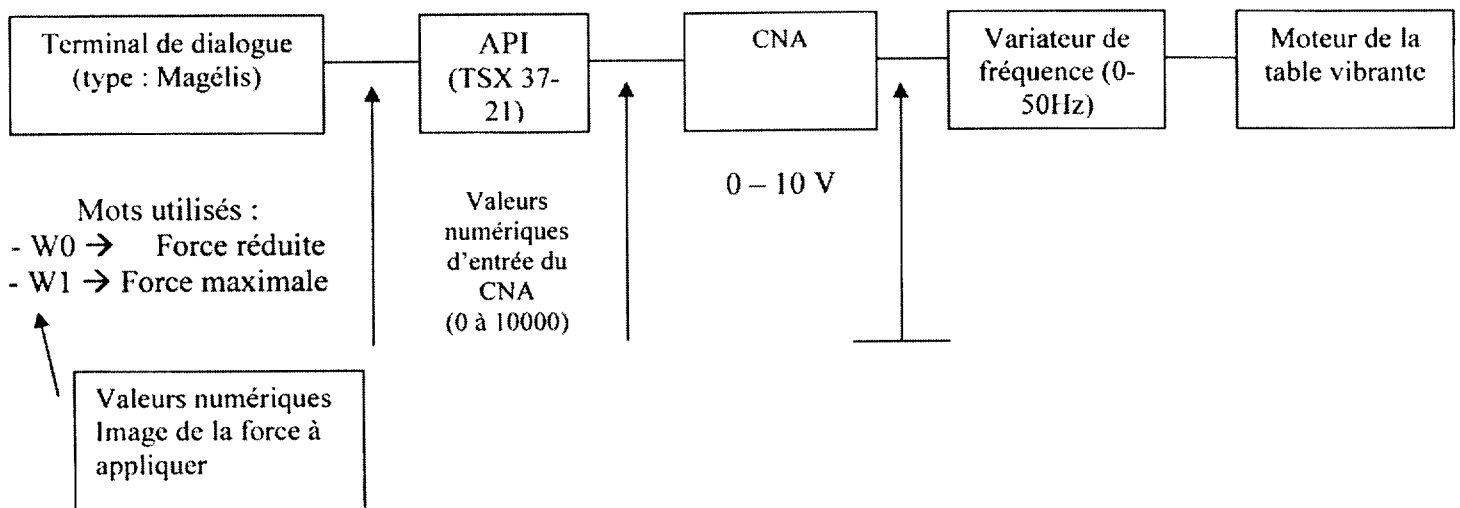 Terminal de dialogue
(type : Magélis)
API
(TSX 37-
21)
CNA
Variateur de
fréquence (0-
50Hz)
Moteur de la
table vibrante
Mots utilisés :
- W0 → Force réduite
- W1 → Force maximale
Valeurs
numériques
d'entrée du
CNA
(0 à 10000)
0 – 10 V
Valeurs numériques
Image de la force à
appliquer